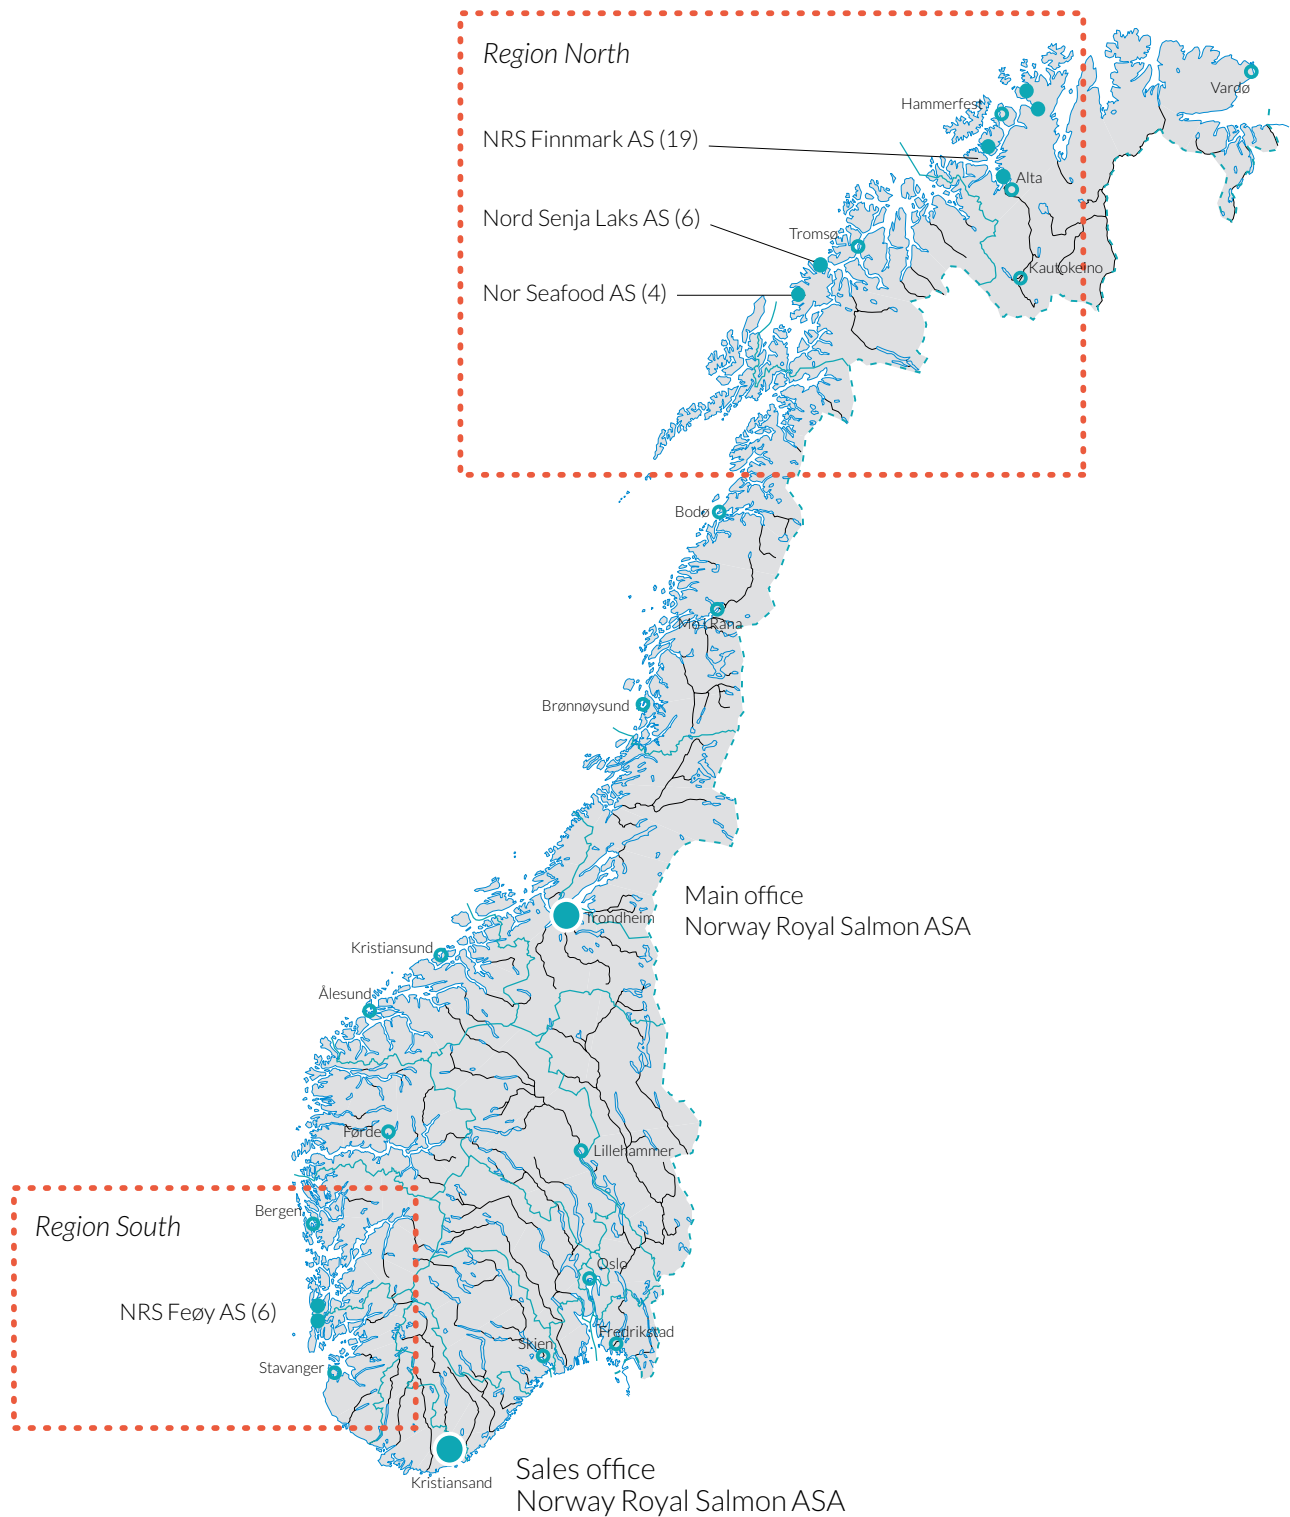 Region North
Vardø
Hammerfest
NRS Finnmark AS (19)
Alta
Nord Senja Laks AS (6)
Tromsø
Kautokeino
Nor Seafood AS (4)
Bodø
Mo i Rana
Brønnøysund
Main office
Norway Royal Salmon ASA
Trondheim
Kristiansund
Ålesund
Førde
Lillehammer
Bergen
Region South
Oslo
NRS Feøy AS (6)
Fredrikstad
Skien
Stavanger
Kristiansand
Sales office
Norway Royal Salmon ASA